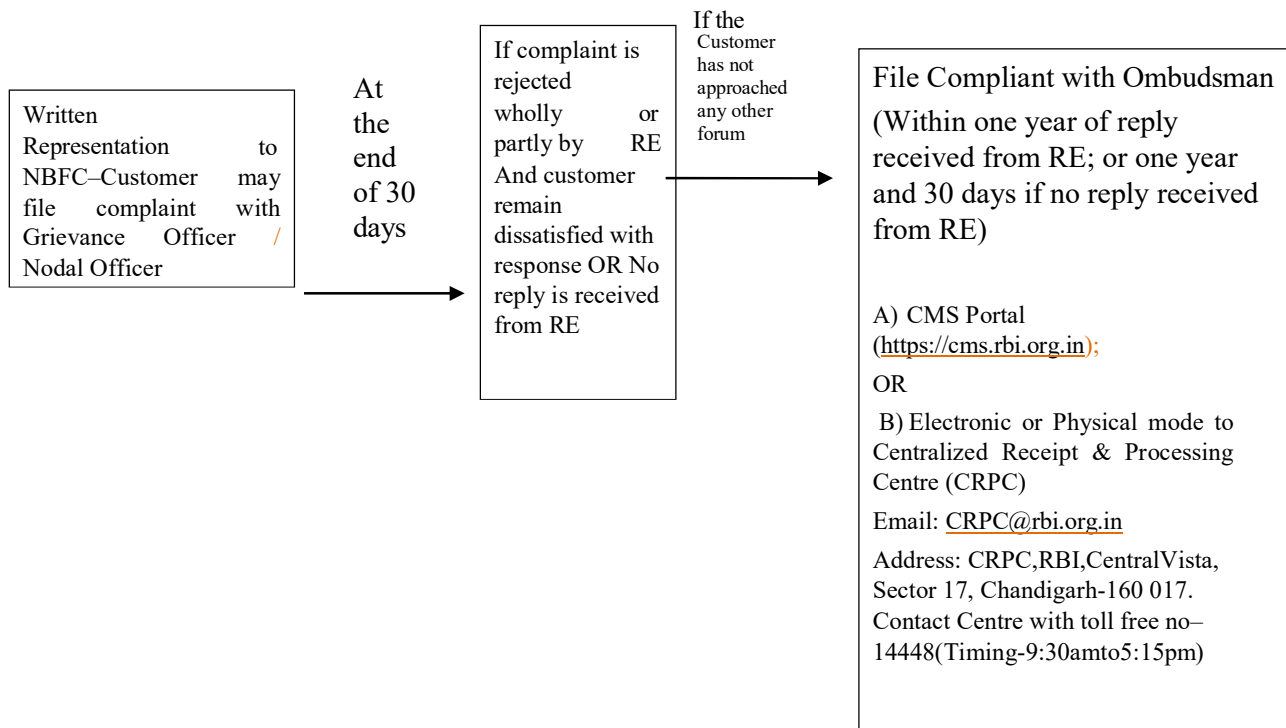 Written
Representation to
NBFC–Customer may
file complaint with
Grievance Officer /
Nodal Officer
At
the
end
of 30
days
If complaint is
rejected
wholly or
partly by RE
And customer
remain
dissatisfied with
response OR No
reply is received
from RE
If the
Customer
has not
approached
any other
forum
File Compliant with Ombudsman
(Within one year of reply
received from RE; or one year
and 30 days if no reply received
from RE)
A) CMS Portal
(https://cms.rbi.org.in);
OR
B) Electronic or Physical mode to
Centralized Receipt & Processing
Centre (CRPC)
Email: CRPC@rbi.org.in
Address: CRPC,RBI,CentralVista,
Sector 17, Chandigarh-160 017.
Contact Centre with toll free no–
14448(Timing-9:30amto5:15pm)